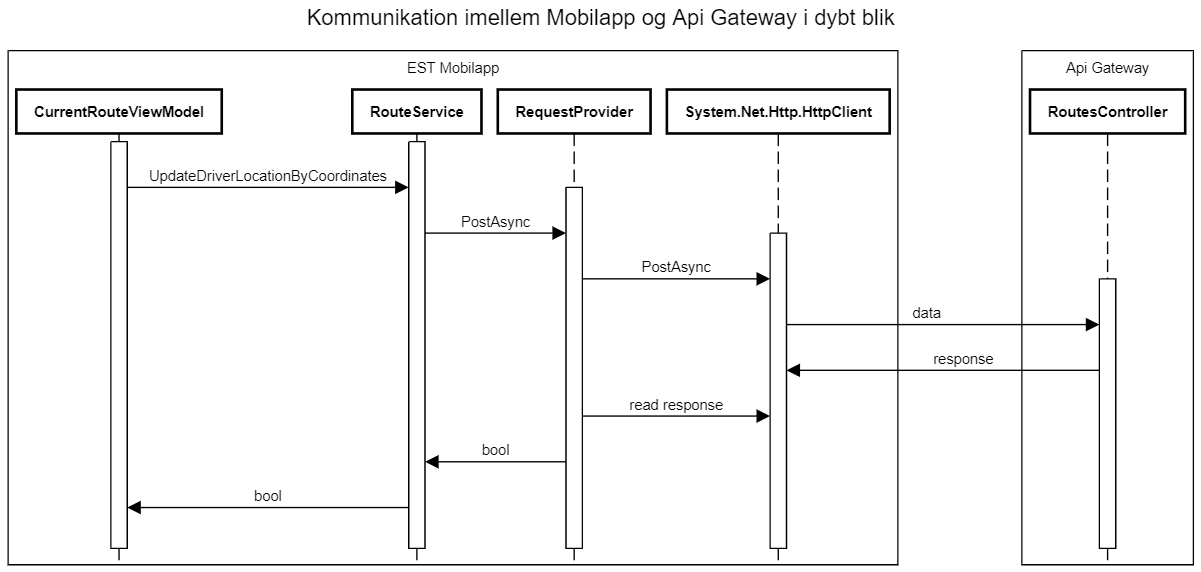 Kommunikation imellem Mobilapp og Api Gateway i dybt blik
EST Mobilapp
Api Gateway
CurrentRouteViewModel
RouteService
RequestProvider
System.Net.Http.HttpClient
RoutesController
UpdateDriverLocationByCoordinates
PostAsync
PostAsync
data
response
read response
bool
bool